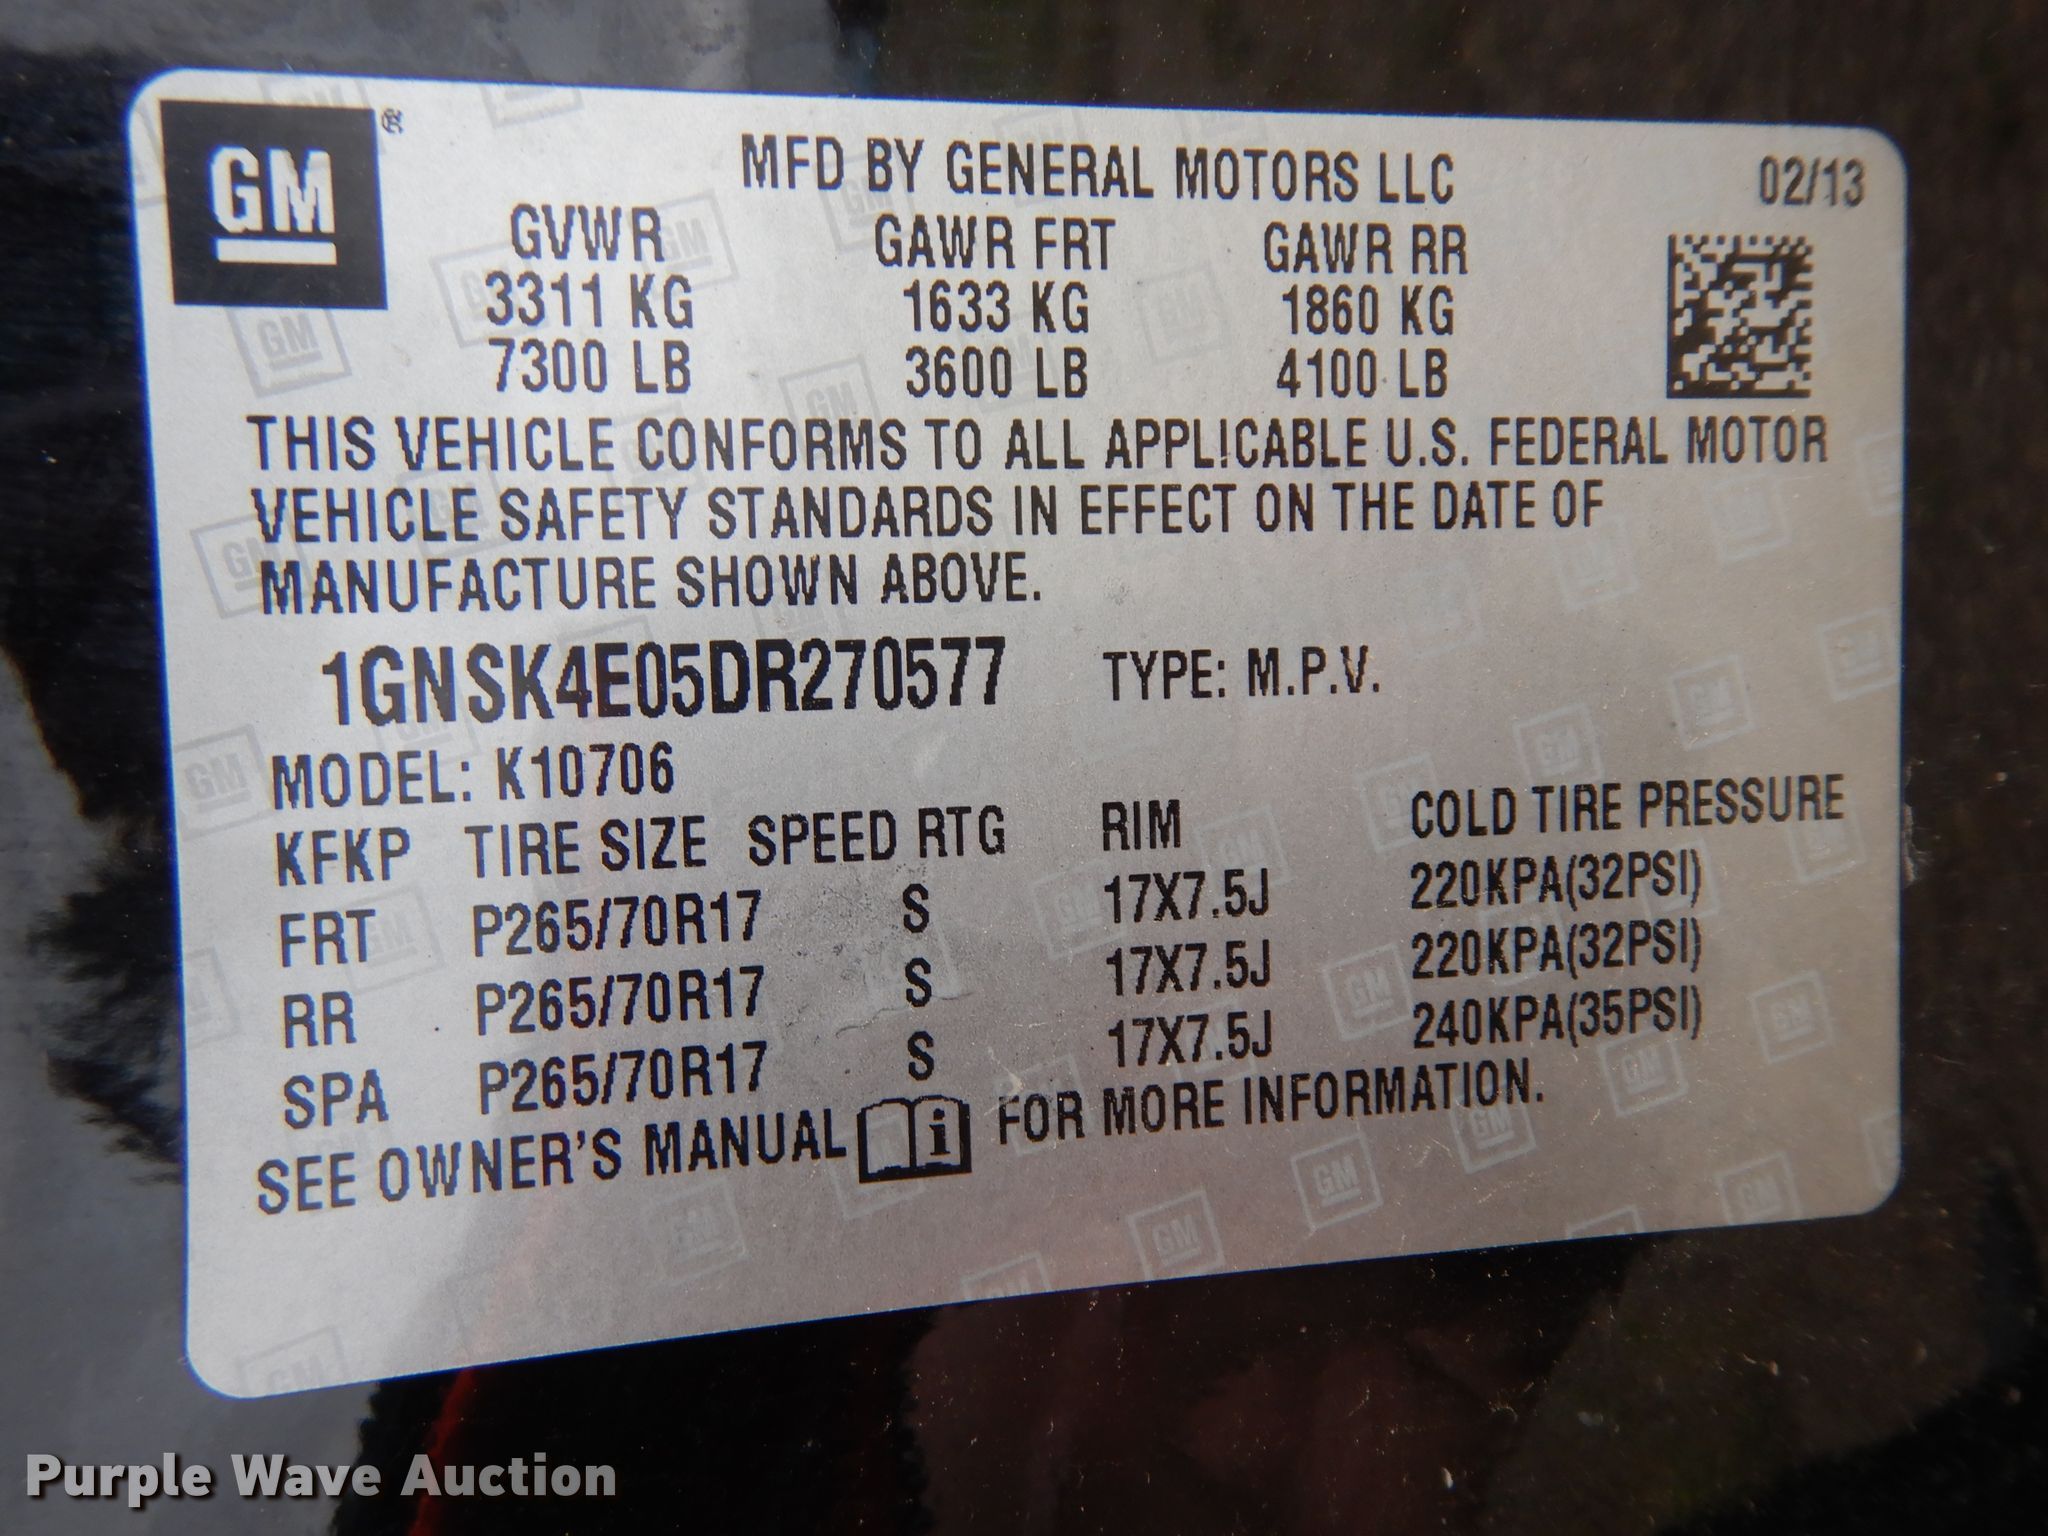 GM ®
MFD BY GENERAL MOTORS LLC 02/13
GVWR GAWR FRT GAWR RR
3311 KG 1633 KG 1860 KG
7300 LB 3600 LB 4100 LB
THIS VEHICLE CONFORMS TO ALL APPLICABLE U.S. FEDERAL MOTOR
VEHICLE SAFETY STANDARDS IN EFFECT ON THE DATE OF
MANUFACTURE SHOWN ABOVE.
1GNSK4E05DR270577 TYPE: M.P.V.
MODEL: K10706
KFKP TIRE SIZE SPEED RTG RIM COLD TIRE PRESSURE
FRT P265/70R17 S 17X7.5J 220KPA(32PSI)
RR P265/70R17 S 17X7.5J 220KPA(32PSI)
SPA P265/70R17 S 17X7.5J 240KPA(35PSI)
SEE OWNER'S MANUAL i FOR MORE INFORMATION.
Purple Wave Auction